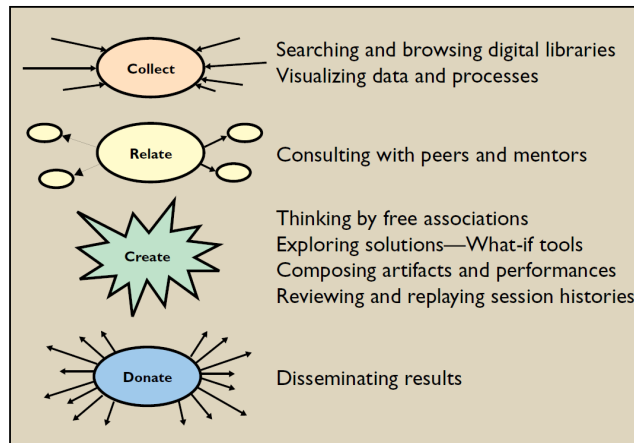 Collect
Searching and browsing digital libraries
Visualizing data and processes
Relate
Consulting with peers and mentors
Create
Thinking by free associations
Exploring solutions—What-if tools
Composing artifacts and performances
Reviewing and replaying session histories
Donate
Disseminating results